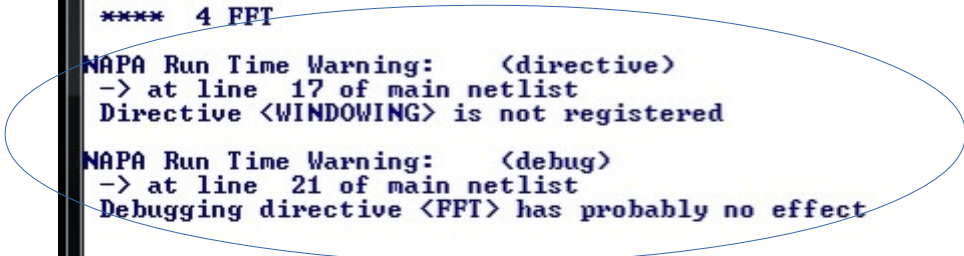 **** 4 FFT
NAPA Run Time Warning: (directive)
-> at line 17 of main netlist
Directive <WINDOWING> is not registered
NAPA Run Time Warning: (debug)
-> at line 21 of main netlist
Debugging directive <FFT> has probably no effect